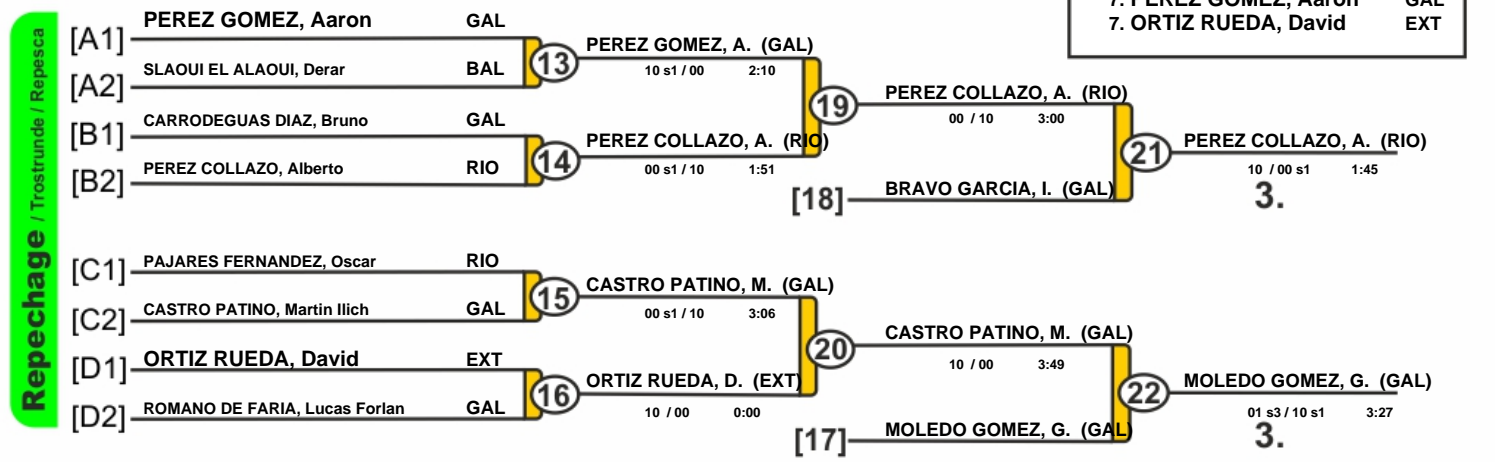 Repechage / Trostrunde / Repesca
7. PEREZ GOMEZ, Aaron GAL
7. ORTIZ RUEDA, David EXT
[A1] PEREZ GOMEZ, Aaron GAL
[A2] SLAOUI EL ALAOUI, Derar BAL
13 PEREZ GOMEZ, A. (GAL)
10 s1 / 00 2:10
[B1] CARRODEGUAS DIAZ, Bruno GAL
[B2] PEREZ COLLAZO, Alberto RIO
14 PEREZ COLLAZO, A. (RIO)
00 s1 / 10 1:51
19 PEREZ COLLAZO, A. (RIO)
00 / 10 3:00
[18] BRAVO GARCIA, I. (GAL)
21 PEREZ COLLAZO, A. (RIO)
10 / 00 s1 1:45
3.
[C1] PAJARES FERNANDEZ, Oscar RIO
[C2] CASTRO PATINO, Martin Ilich GAL
15 CASTRO PATINO, M. (GAL)
00 s1 / 10 3:06
[D1] ORTIZ RUEDA, David EXT
[D2] ROMANO DE FARIA, Lucas Forlan GAL
16 ORTIZ RUEDA, D. (EXT)
10 / 00 0:00
20 CASTRO PATINO, M. (GAL)
10 / 00 3:49
[17] MOLEDO GOMEZ, G. (GAL)
22 MOLEDO GOMEZ, G. (GAL)
01 s3 / 10 s1 3:27
3.